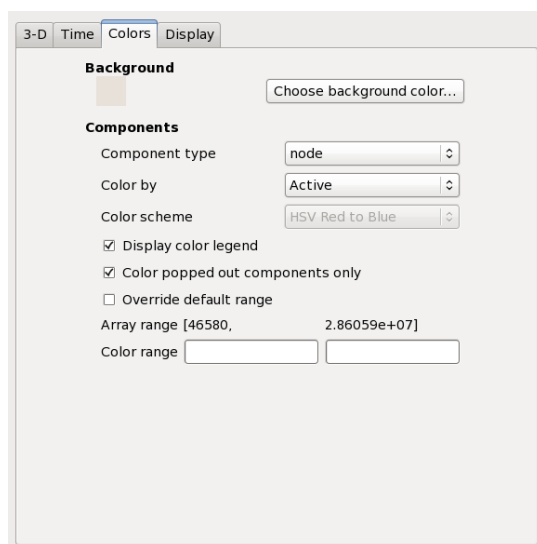 3-D Time Colors Display
Background
Choose background color...
Components
Component type node
Color by Active
Color scheme HSV Red to Blue
Display color legend
Color popped out components only
Override default range
Array range [46580, 2.86059e+07]
Color range